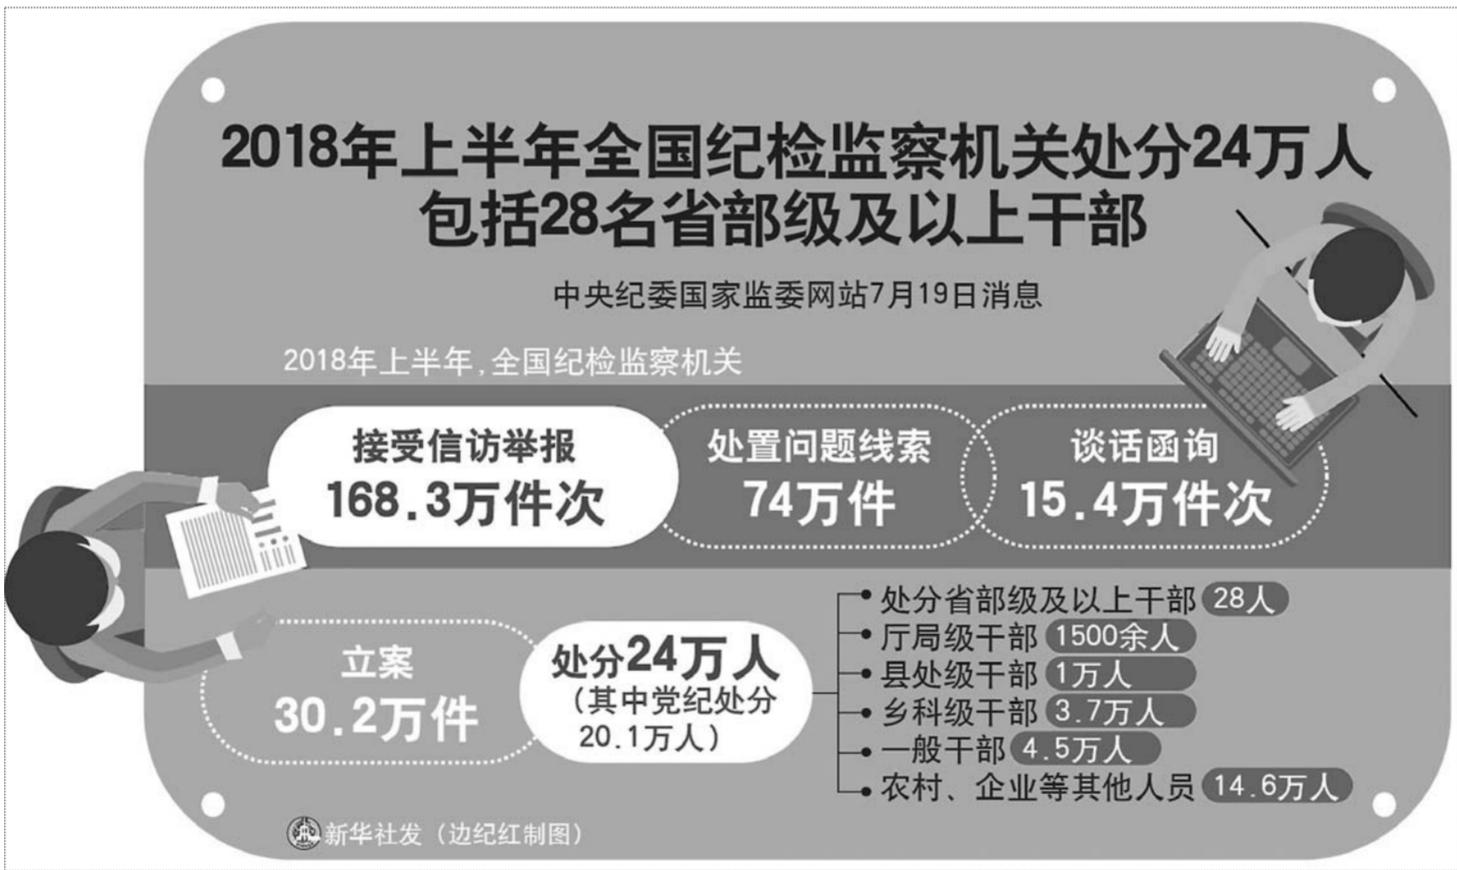 2018年上半年全国纪检监察机关处分24万人
包括28名省部级及以上干部
中央纪委国家监委网站7月19日消息
2018年上半年,全国纪检监察机关
接受信访举报
168.3万件次
处置问题线索
74万件
谈话函询
15.4万件次
立案
30.2万件
处分24万人
(其中党纪处分
20.1万人)
处分省部级及以上干部 28人
厅局级干部 1500余人
县处级干部 1万人
乡科级干部 3.7万人
一般干部 4.5万人
农村、企业等其他人员 14.6万人
新华社发(边纪红制图)